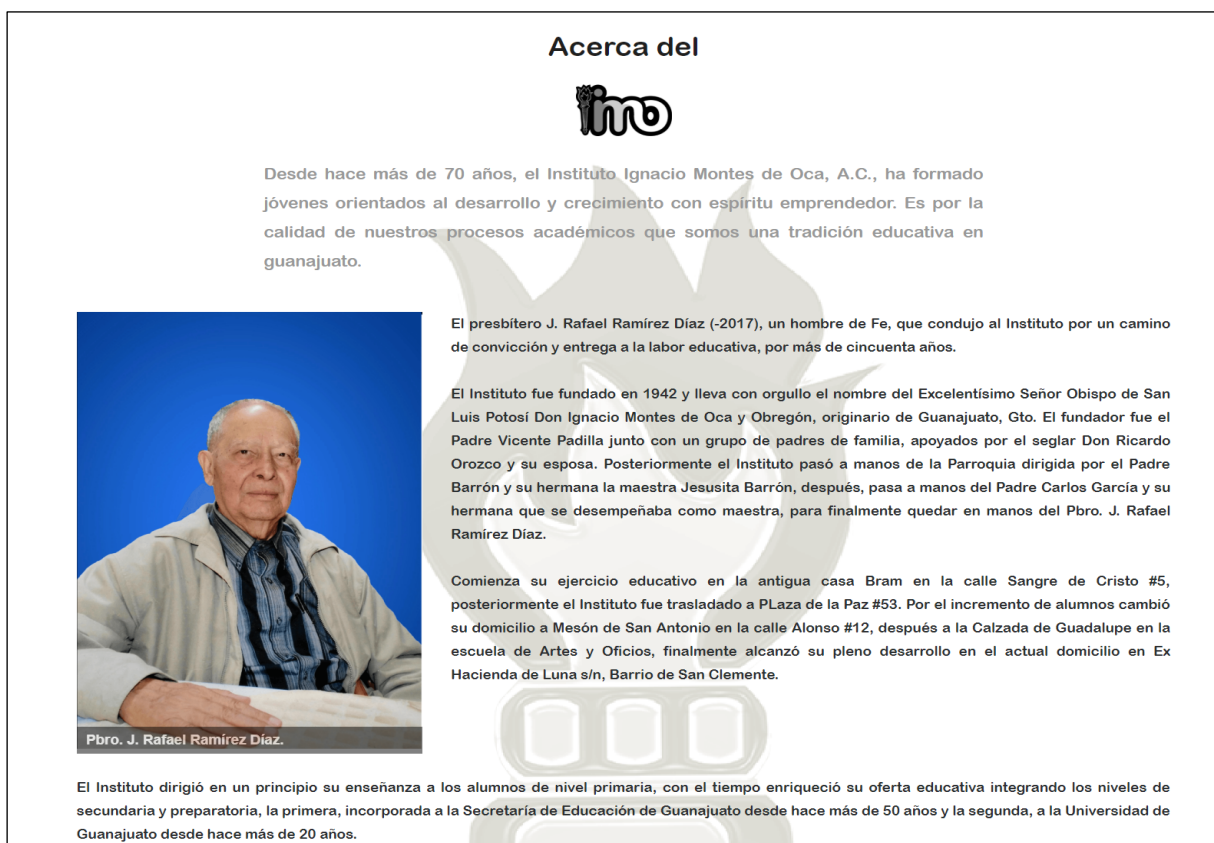 Acerca del
imo
Desde hace más de 70 años, el Instituto Ignacio Montes de Oca, A.C., ha formado
jóvenes orientados al desarrollo y crecimiento con espíritu emprendedor. Es por la
calidad de nuestros procesos académicos que somos una tradición educativa en
guanajuato.
El presbítero J. Rafael Ramírez Díaz (-2017), un hombre de Fe, que condujo al Instituto por un camino
de convicción y entrega a la labor educativa, por más de cincuenta años.
El Instituto fue fundado en 1942 y lleva con orgullo el nombre del Excelentísimo Señor Obispo de San
Luis Potosí Don Ignacio Montes de Oca y Obregón, originario de Guanajuato, Gto. El fundador fue el
Padre Vicente Padilla junto con un grupo de padres de familia, apoyados por el seglar Don Ricardo
Orozco y su esposa. Posteriormente el Instituto pasó a manos de la Parroquia dirigida por el Padre
Barrón y su hermana la maestra Jesusita Barrón, después, pasa a manos del Padre Carlos García y su
hermana que se desempeñaba como maestra, para finalmente quedar en manos del Pbro. J. Rafael
Ramírez Díaz.
Comienza su ejercicio educativo en la antigua casa Bram en la calle Sangre de Cristo #5,
posteriormente el Instituto fue trasladado a PLaza de la Paz #53. Por el incremento de alumnos cambió
su domicilio a Mesón de San Antonio en la calle Alonso #12, después a la Calzada de Guadalupe en la
escuela de Artes y Oficios, finalmente alcanzó su pleno desarrollo en el actual domicilio en Ex
Hacienda de Luna s/n, Barrio de San Clemente.
Pbro. J. Rafael Ramírez Díaz.
El Instituto dirigió en un principio su enseñanza a los alumnos de nivel primaria, con el tiempo enriqueció su oferta educativa integrando los niveles de
secundaria y preparatoria, la primera, incorporada a la Secretaría de Educación de Guanajuato desde hace más de 50 años y la segunda, a la Universidad de
Guanajuato desde hace más de 20 años.